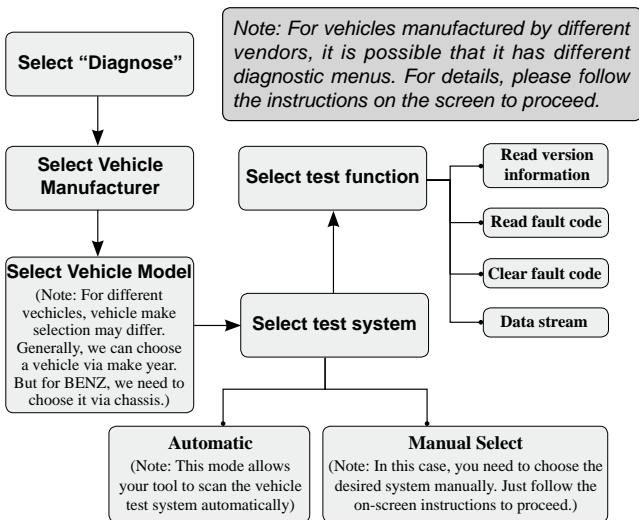 Select “Diagnose”
Note: For vehicles manufactured by different
vendors, it is possible that it has different
diagnostic menus. For details, please follow
the instructions on the screen to proceed.
Select Vehicle
Manufacturer
Select Vehicle Model
(Note: For different
vechicles, vehicle make
selection may differ.
Generally, we can choose
a vehicle via make year.
But for BENZ, we need to
choose it via chassis.)
Select test system
Select test function
Read version
information
Read fault code
Clear fault code
Data stream
Automatic
(Note: This mode allows
your tool to scan the vehicle
test system automatically)
Manual Select
(Note: In this case, you need to choose the
desired system manually. Just follow the
on-screen instructions to proceed.)